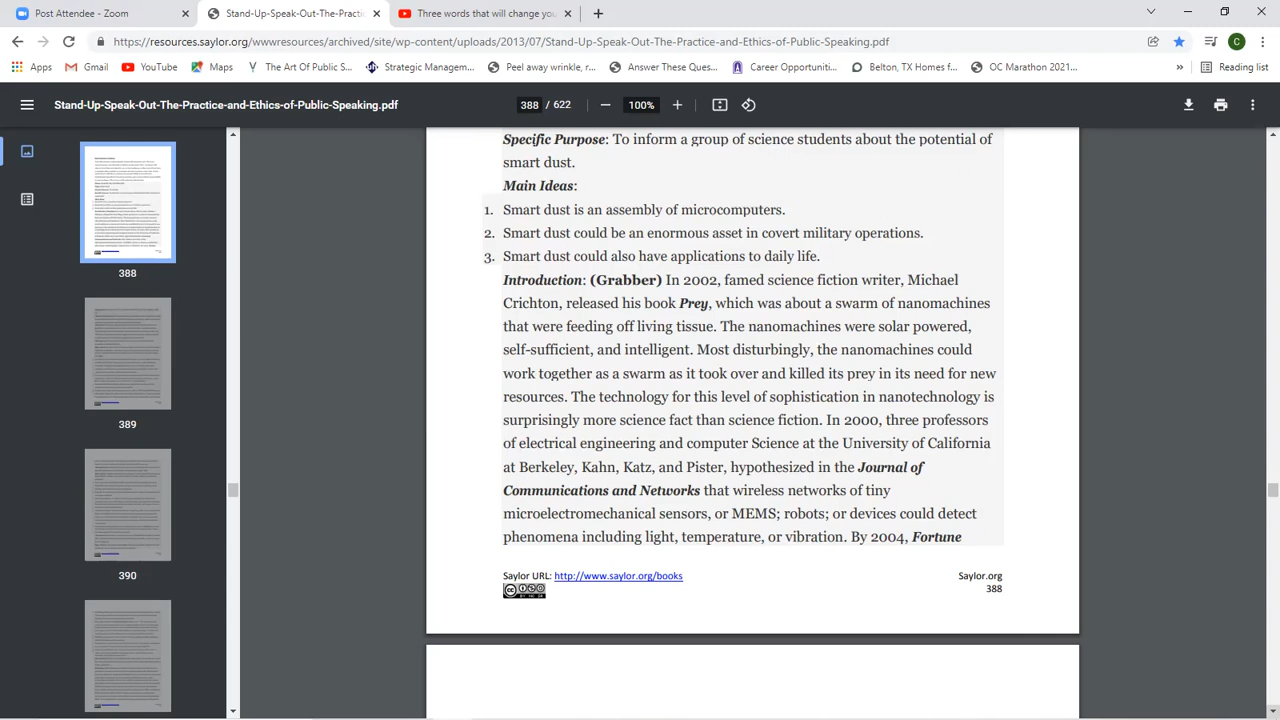 Post Attendee - Zoom
Stand-Up-Speak-Out-The-Practi
Three words that will change you
https://resources.saylor.org/wwwresources/archived/site/wp-content/uploads/2013/07/Stand-Up-Speak-Out-The-Practice-and-Ethics-of-Public-Speaking.pdf
C
Apps
Gmail
YouTube
Maps
The Art Of Public S...
Strategic Managem...
Peel away wrinkle, r...
Answer These Ques...
Career Opportuniti...
Belton, TX Homes f...
OC Marathon 2021...
»
Reading list
Stand-Up-Speak-Out-The-Practice-and-Ethics-of-Public-Speaking.pdf
388 / 622
100%
388
389
390
Specific Purpose: To inform a group of science students about the potential of
smart dust.
Main Ideas:
1. Smart dust is an assembly of microcomputers.
2. Smart dust could be an enormous asset in covert military operations.
3. Smart dust could also have applications to daily life.
Introduction: (Grabber) In 2002, famed science fiction writer, Michael
Crichton, released his book Prey, which was about a swarm of nanomachines
that were feeding off living tissue. The nanomachines were solar powered,
self-sufficient, and intelligent. Most disturbingly, the nanomachines could
work together as a swarm as it took over and killed its prey in its need for new
resources. The technology for this level of sophistication in nanotechnology is
surprisingly more science fact than science fiction. In 2000, three professors
of electrical engineering and computer Science at the University of California
at Berkeley, Kahn, Katz, and Pister, hypothesized in the Journal of
Communications and Networks that wireless networks of tiny
microelectromechanical sensors, or MEMS; robots; or devices could detect
phenomena including light, temperature, or vibration. By 2004, Fortune
Saylor URL: http://www.saylor.org/books
Saylor.org
388